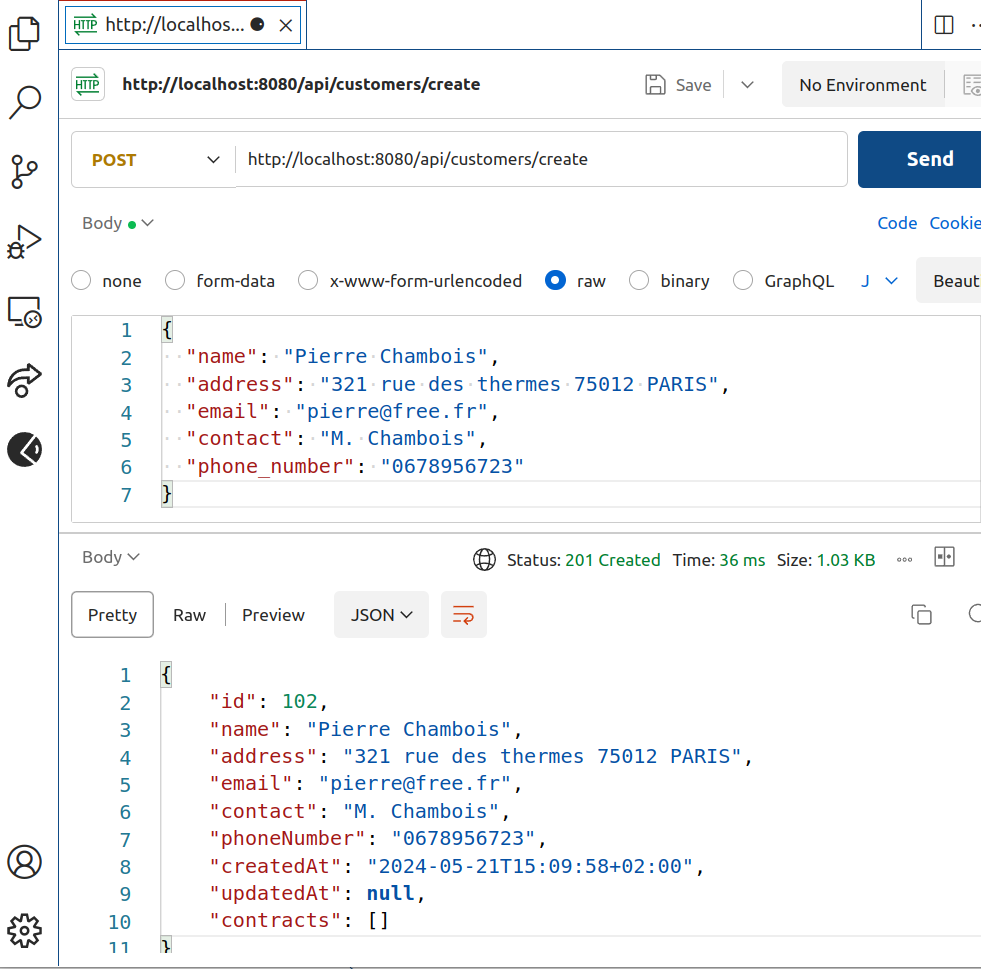 HTTP http://localhos...
HTTP http://localhost:8080/api/customers/create Save No Environment
POST http://localhost:8080/api/customers/create Send
Body Code Cookie
none form-data x-www-form-urlencoded raw binary GraphQL J Beaut
1 {
2 "name": "Pierre Chambois",
3 "address": "321 rue des thermes 75012 PARIS",
4 "email": "pierre@free.fr",
5 "contact": "M. Chambois",
6 "phone_number": "0678956723"
7 }
Body Status: 201 Created Time: 36 ms Size: 1.03 KB
Pretty Raw Preview JSON
1 {
2 "id": 102,
3 "name": "Pierre Chambois",
4 "address": "321 rue des thermes 75012 PARIS",
5 "email": "pierre@free.fr",
6 "contact": "M. Chambois",
7 "phoneNumber": "0678956723",
8 "createdAt": "2024-05-21T15:09:58+02:00",
9 "updatedAt": null,
10 "contracts": []
11 }